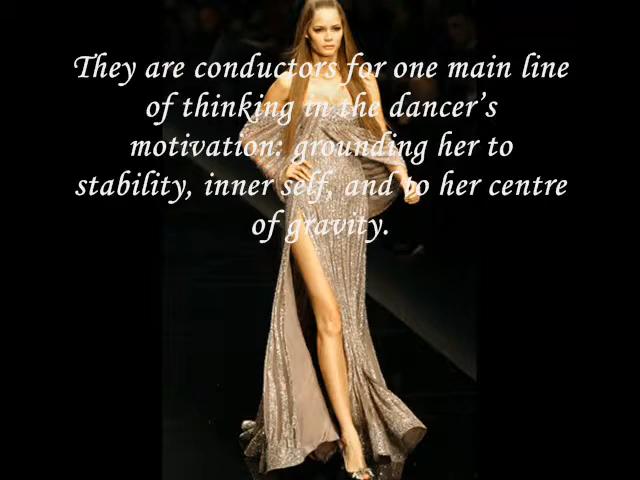 They are conductors for one main line
of thinking in the dancer's
motivation: grounding her to
stability, inner self, and to her centre
of gravity.